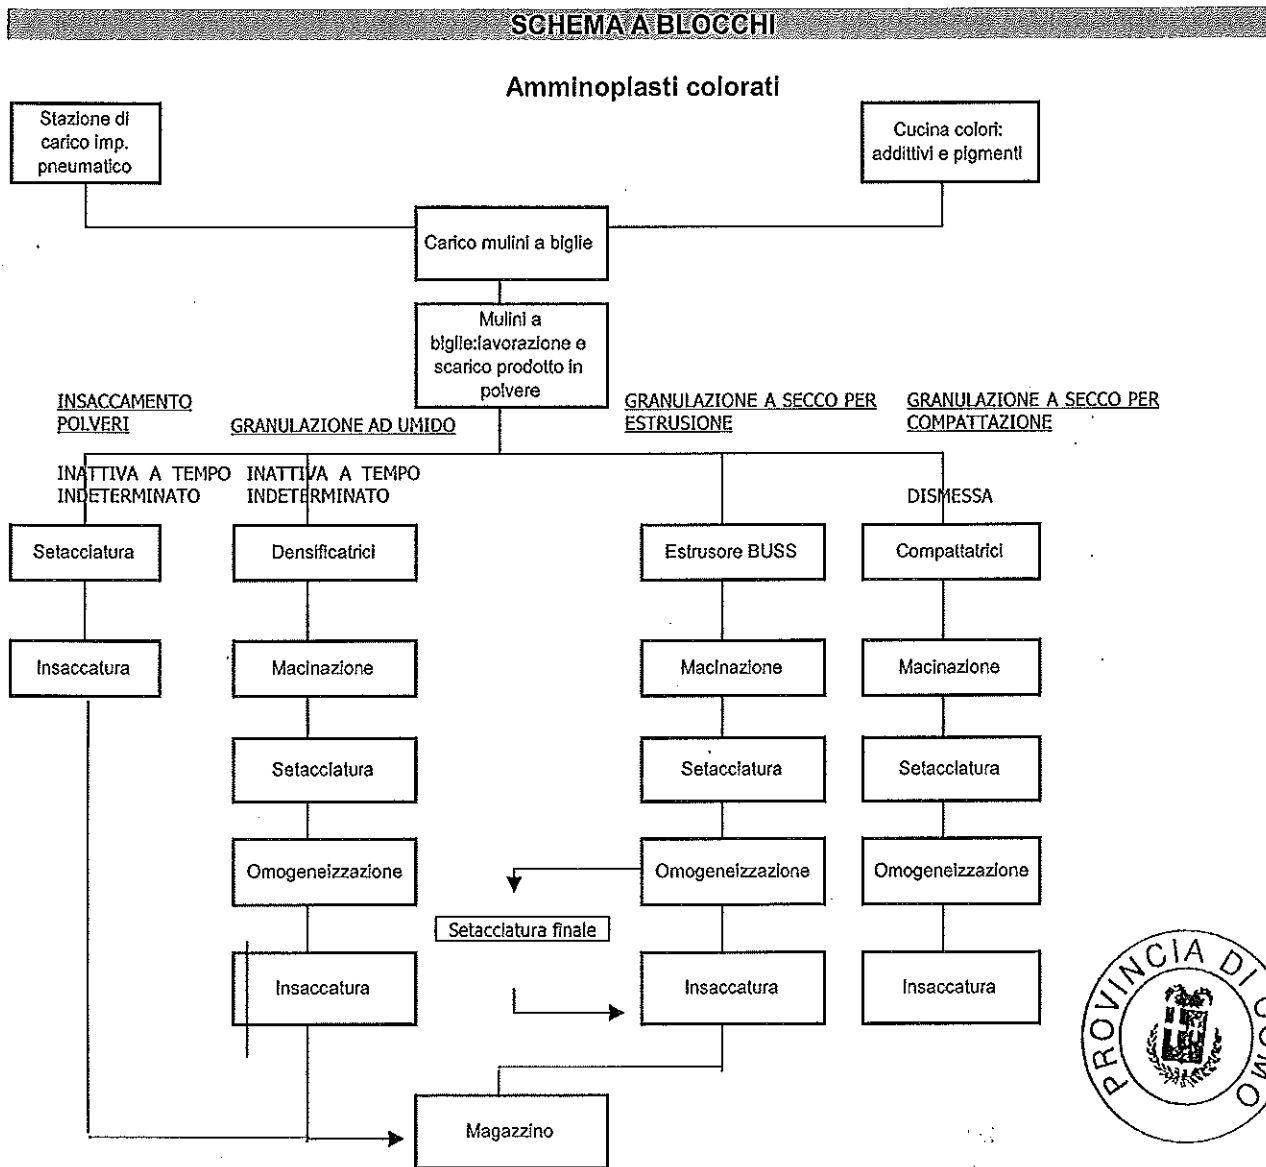 SCHEMA A BLOCCHI
Amminoplasti colorati
Stazione di
carico imp.
pneumatico
Cucina colori:
addittivi e pigmenti
Carico mulini a biglie
Mulini a
biglie:lavorazione e
scarico prodotto in
polvere
INSACCAMENTO
POLVERI
GRANULAZIONE AD UMIDO
GRANULAZIONE A SECCO PER
ESTRUSIONE
GRANULAZIONE A SECCO PER
COMPATTAZIONE
INATTIVA A TEMPO
INDETERMINATO
INATTIVA A TEMPO
INDETERMINATO
DISMESSA
Setacciatura
Densificatrici
Estrusore BUSS
Compattatrici
Insaccatura
Macinazione
Macinazione
Macinazione
Setacciatura
Setacciatura
Setacciatura
Omogeneizzazione
Omogeneizzazione
Omogeneizzazione
Setacciatura finale
Insaccatura
Insaccatura
Insaccatura
Magazzino
PROVINCIA DI COMO